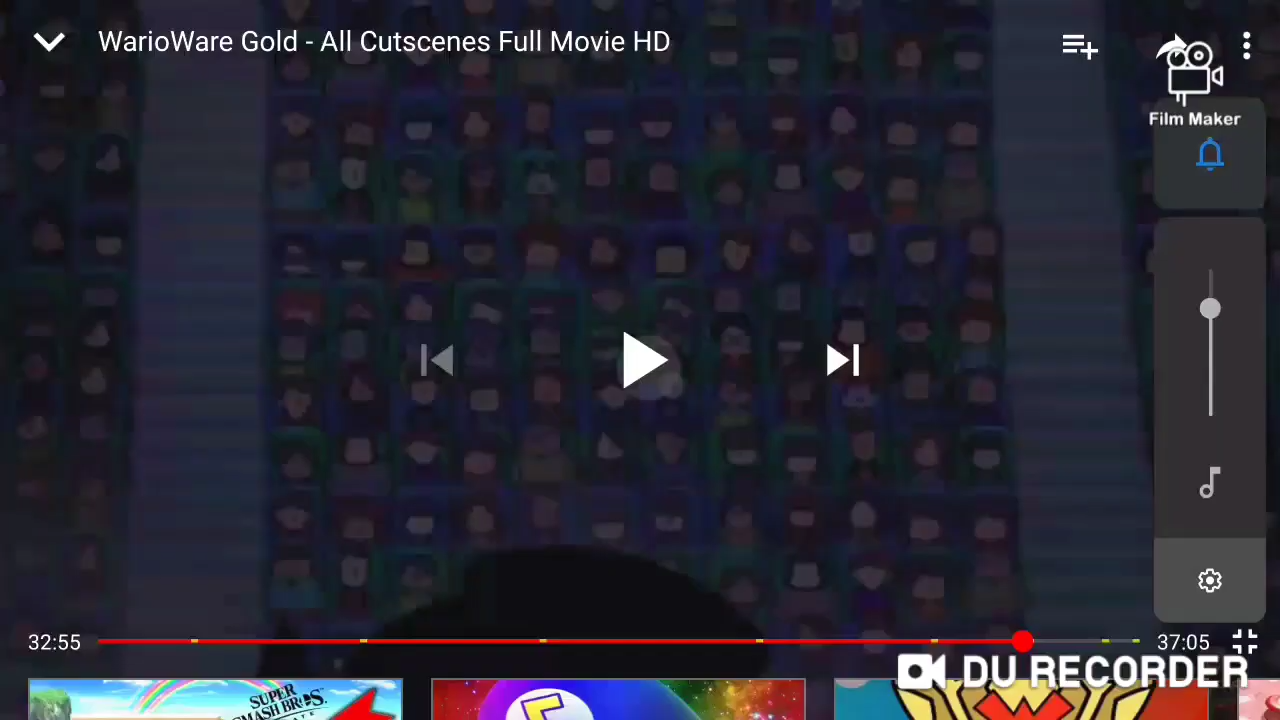 WarioWare Gold - All Cutscenes Full Movie HD
Film Maker
32:55
37:05
DU RECORDER
SUPER
SMASH BROS.